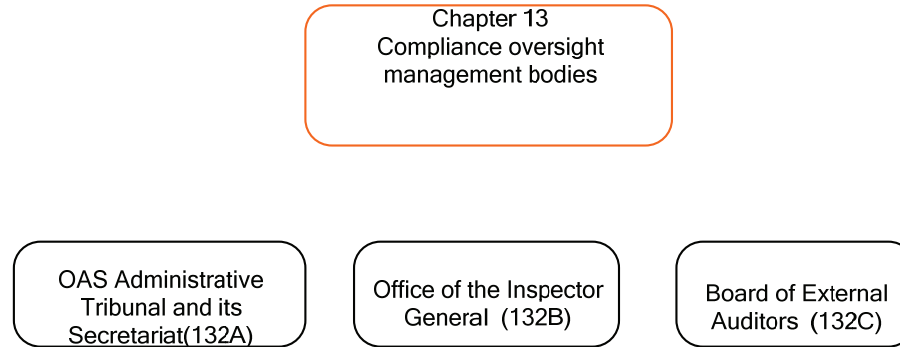 Chapter 13
Compliance oversight
management bodies
OAS Administrative
Tribunal and its
Secretariat(132A)
Office of the Inspector
General (132B)
Board of External
Auditors (132C)